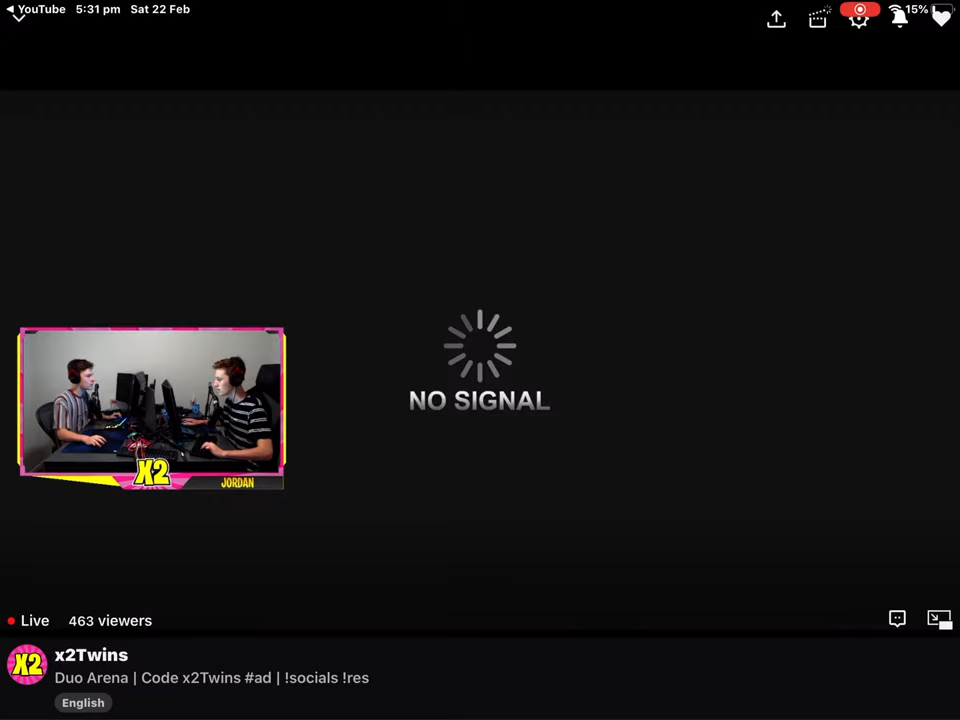 YouTube 5:31 pm Sat 22 Feb
15%
NO SIGNAL
X2
JORDAN
Live 463 viewers
X2
x2Twins
Duo Arena | Code x2Twins #ad | !socials !res
English